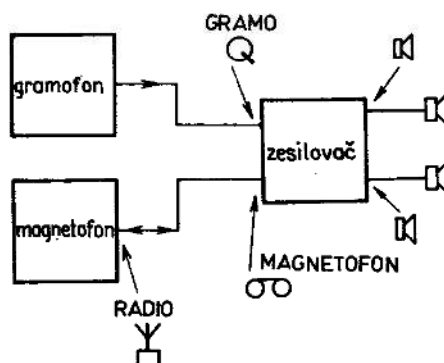 GRAMO
gramofon
zesilovač
magnetofon
MAGNETOFON
RADIO